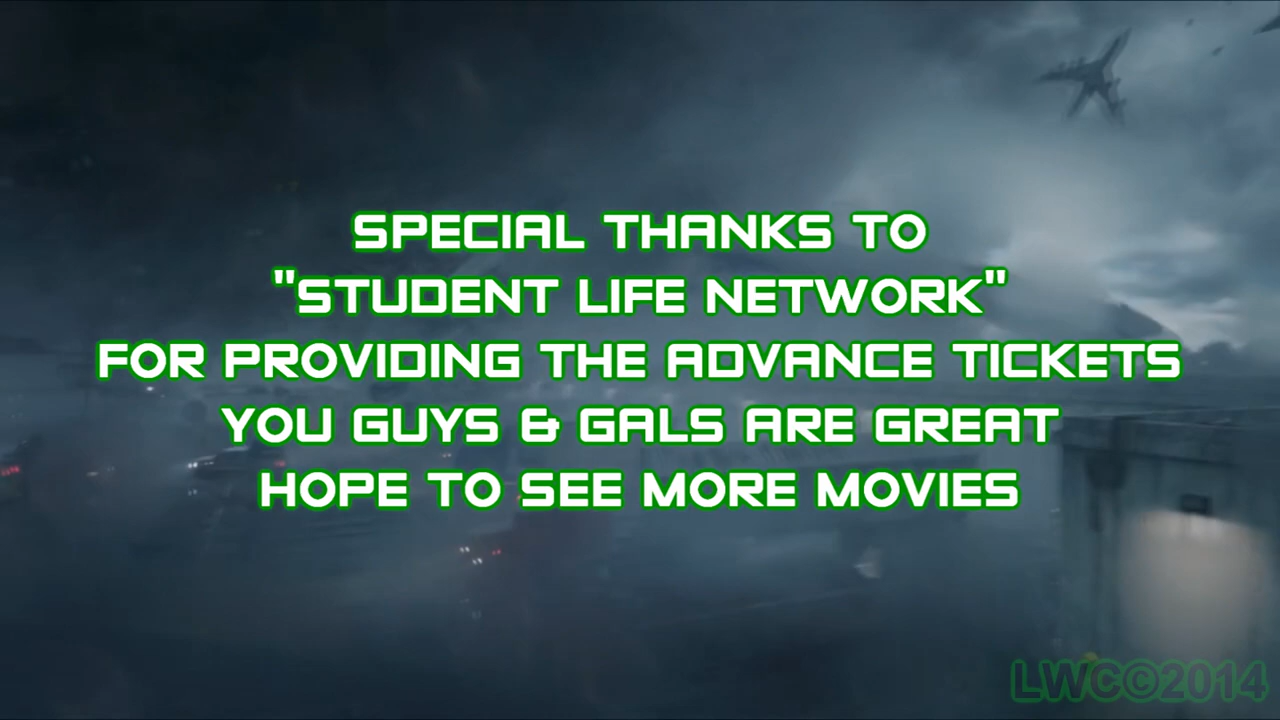 SPECIAL THANKS TO
"STUDENT LIFE NETWORK"
FOR PROVIDING THE ADVANCE TICKETS
YOU GUYS & GALS ARE GREAT
HOPE TO SEE MORE MOVIES
LWC©2014